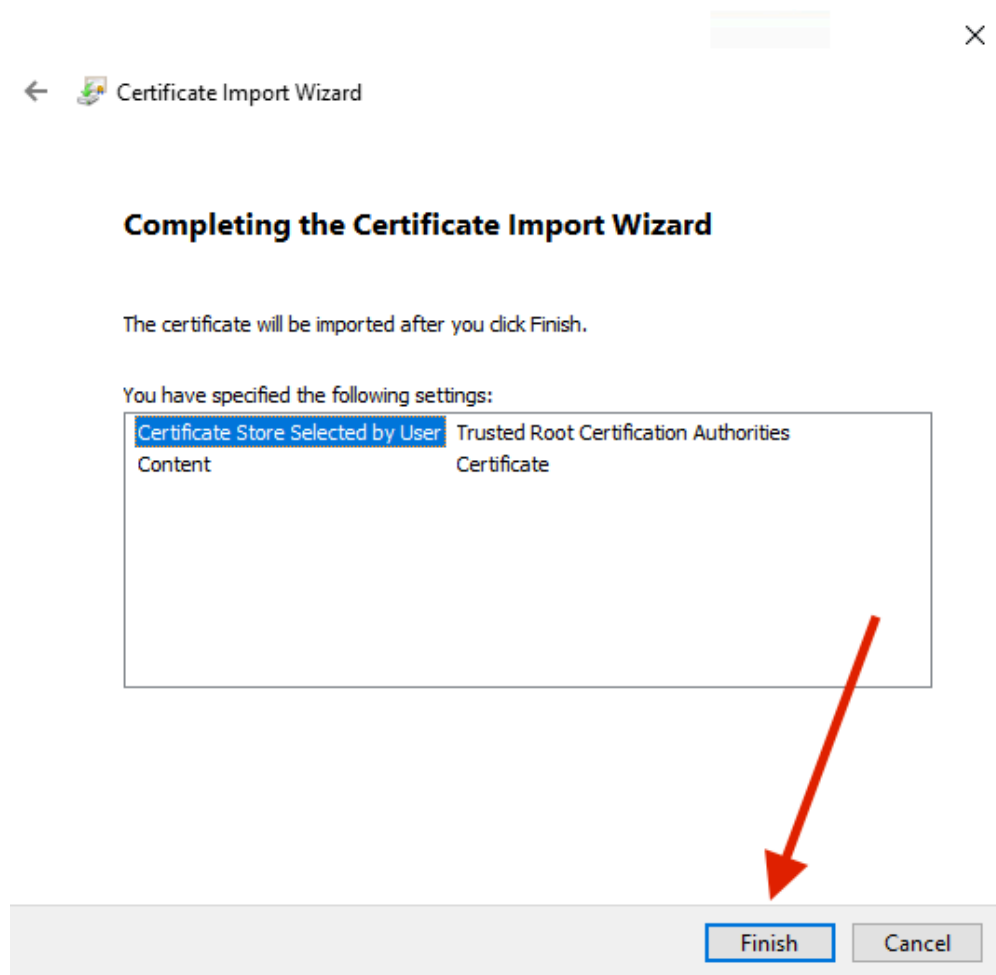 Certificate Import Wizard
Completing the Certificate Import Wizard
The certificate will be imported after you click Finish.
You have specified the following settings:
Certificate Store Selected by User Trusted Root Certification Authorities
Content Certificate
Finish Cancel